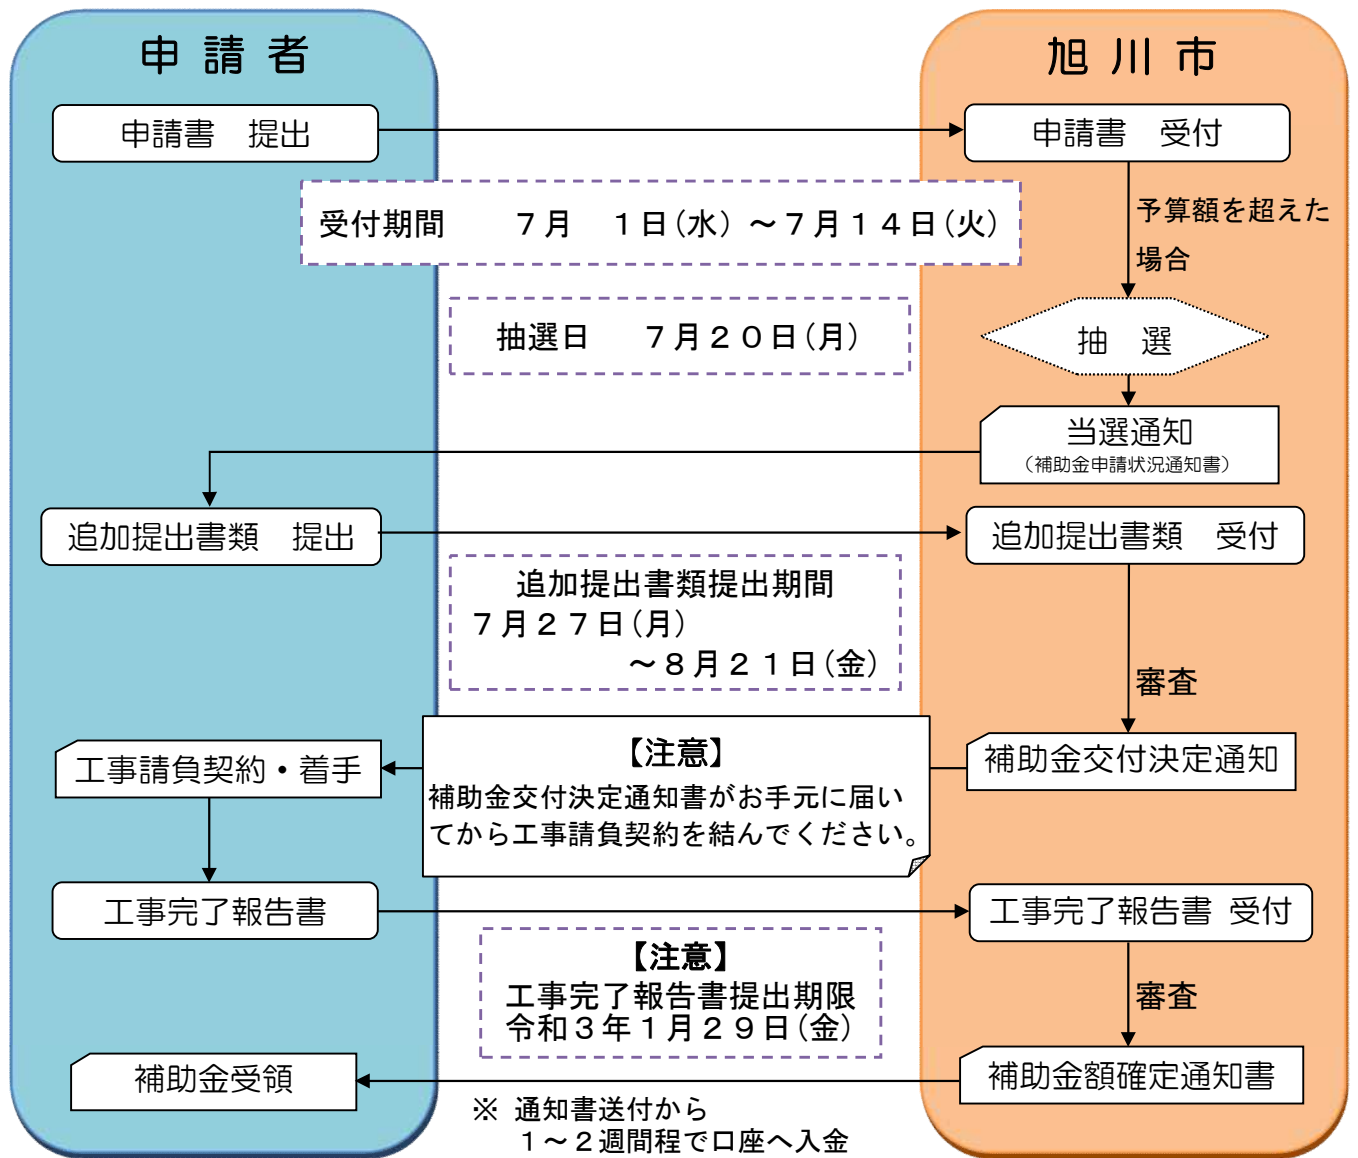 申請者
旭川市
申請書　提出
申請書　受付
受付期間　　７月　１日(水)～７月１４日(火)
予算額を超えた
場合
抽選日　７月２０日(月)
抽　選
当選通知
（補助金申請状況通知書）
追加提出書類　提出
追加提出書類　受付
追加提出書類提出期間
７月２７日(月)
～８月２１日(金)
審査
【注意】
補助金交付決定通知書がお手元に届い
てから工事請負契約を結んでください。
工事請負契約・着手
補助金交付決定通知
工事完了報告書
工事完了報告書 受付
【注意】
工事完了報告書提出期限
令和３年１月２９日(金)
審査
補助金受領
補助金額確定通知書
※ 通知書送付から
１～２週間程で口座へ入金